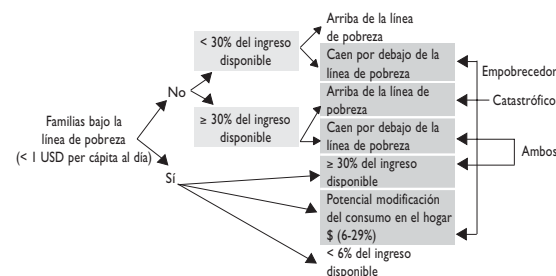 Familias bajo la
línea de pobreza
(< 1 USD per cápita al día)
No
Sí
< 30% del ingreso
disponible
≥ 30% del ingreso
disponible
Arriba de la línea
de pobreza
Caen por debajo de la
línea de pobreza
Arriba de la línea de
pobreza
Caen por debajo de la
línea de pobreza
≥ 30% del ingreso
disponible
Potencial modificación
del consumo en el hogar
$ (6-29%)
< 6% del ingreso
disponible
Empobrecedor
Catastrófico
Ambos